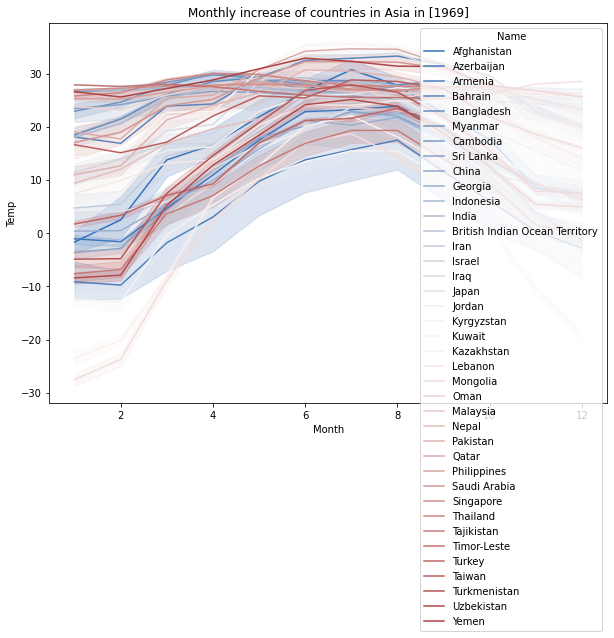 Monthly increase of countries in Asia in [1969]
Temp
30
20
10
0
−10
−20
−30
2
4
6
8
10
12
Month
Name
Afghanistan
Azerbaijan
Armenia
Bahrain
Bangladesh
Myanmar
Cambodia
Sri Lanka
China
Georgia
Indonesia
India
British Indian Ocean Territory
Iran
Israel
Iraq
Japan
Jordan
Kyrgyzstan
Kuwait
Kazakhstan
Lebanon
Mongolia
Oman
Malaysia
Nepal
Pakistan
Qatar
Philippines
Saudi Arabia
Singapore
Thailand
Tajikistan
Timor-Leste
Turkey
Taiwan
Turkmenistan
Uzbekistan
Yemen